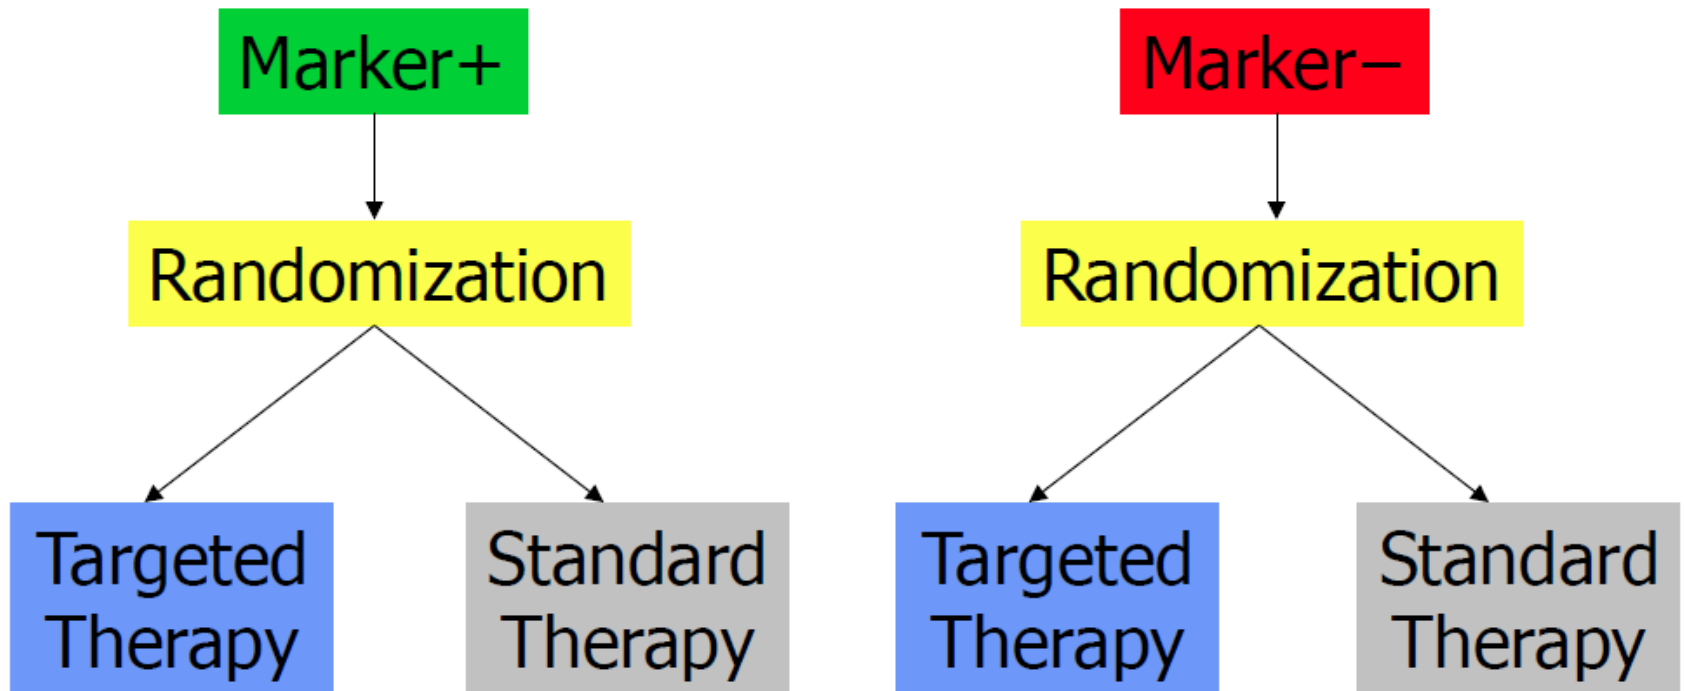 Marker+
Marker−
Randomization
Randomization
Targeted
Therapy
Standard
Therapy
Targeted
Therapy
Standard
Therapy